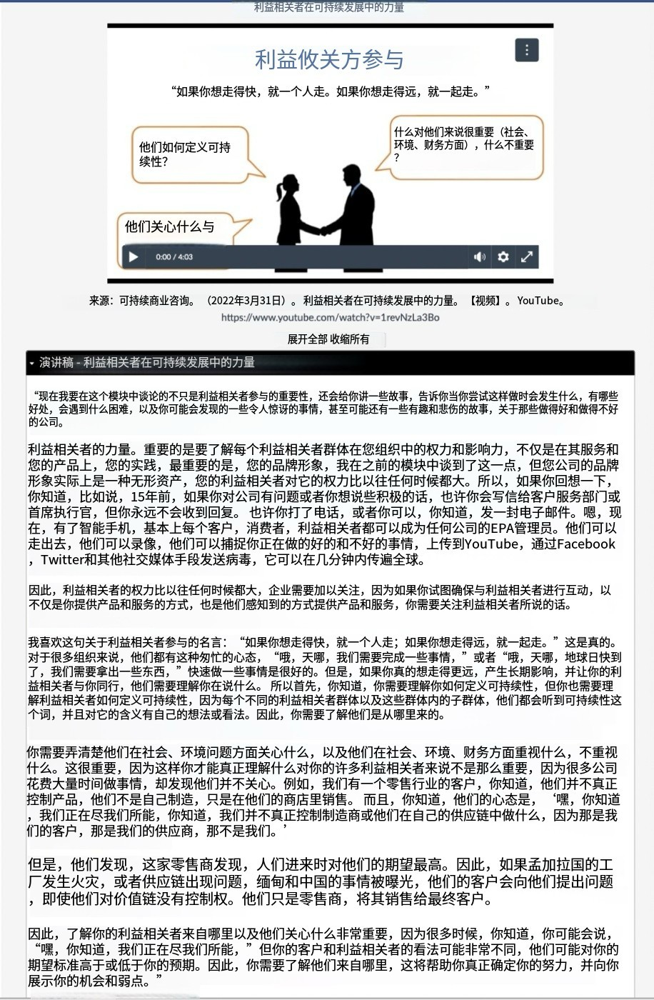 利益相关者在可持续发展中的力量
利益攸关方参与
“如果你想走得快，就一个人走。如果你想走得远，就一起走。”
他们如何定义可持
续性？
什么对他们来说很重要（社会、
环境、财务方面），什么不重要
？
他们关心什么与
0:00 / 4:03
来源：可持续商业咨询。（2022年3月31日）。利益相关者在可持续发展中的力量。【视频】。YouTube。
https://www.youtube.com/watch?v=1revNzLa3Bo
展开全部 收缩所有
演讲稿 - 利益相关者在可持续发展中的力量
“现在我要在这个模块中谈论的不只是利益相关者参与的重要性，还会给你讲一些故事，告诉你当你尝试这样做时会发生什么，有哪些
好处，会遇到什么困难，以及你可能会发现的一些令人惊讶的事情，甚至可能还有一些有趣和悲伤的故事，关于那些做得好和做得不好
的公司。
利益相关者的力量。重要的是要了解每个利益相关者群体在您组织中的权力和影响力，不仅是在其服务和
您的产品上，您的实践，最重要的是，您的品牌形象，我在之前的模块中谈到了这一点，但您公司的品牌
形象实际上是一种无形资产，您的利益相关者对它的权力比以往任何时候都大。所以，如果你回想一下，
你知道，比如说，15年前，如果你对公司有问题或者你想说些积极的话，也许你会写信给客户服务部门或
首席执行官，但你永远不会收到回复。 也许你打了电话，或者你可以，你知道，发一封电子邮件。嗯，现
在，有了智能手机，基本上每个客户，消费者，利益相关者都可以成为任何公司的EPA管理员。他们可以
走出去，他们可以录像，他们可以捕捉你正在做的好的和不好的事情，上传到YouTube，通过Facebook
，Twitter和其他社交媒体手段发送病毒，它可以在几分钟内传遍全球。
因此，利益相关者的权力比以往任何时候都大，企业需要加以关注，因为如果你试图确保与利益相关者进行互动，以
不仅是你提供产品和服务的方式，也是他们感知到的方式提供产品和服务，你需要关注利益相关者所说的话。
我喜欢这句关于利益相关者参与的名言：“如果你想走得快，就一个人走；如果你想走得远，就一起走。”这是真的。
对于很多组织来说，他们都有这种匆忙的心态，“哦，天哪，我们需要完成一些事情，”或者“哦，天哪，地球日快到
了，我们需要拿出一些东西，”快速做一些事情是很好的。但是，如果你真的想走得更远，产生长期影响，并让你的利
益相关者与你同行，他们需要理解你在说什么。 所以首先，你知道，你需要理解你如何定义可持续性，但你也需要理
解利益相关者如何定义可持续性，因为每个不同的利益相关者群体以及这些群体内的子群体，他们都会听到可持续性这
个词，并且对它的含义有自己的想法或看法。因此，你需要了解他们是从哪里来的。
你需要弄清楚他们在社会、环境问题方面关心什么，以及他们在社会、环境、财务方面重视什么，不重视
什么。这很重要，因为这样你才能真正理解什么对你的许多利益相关者来说不是那么重要，因为很多公司
花费大量时间做事情，却发现他们并不关心。例如，我们有一个零售行业的客户，你知道，他们并不真正
控制产品，他们不是自己制造，只是在他们的商店里销售。 而且，你知道，他们的心态是，‘嘿，你知道
，我们正在尽我们所能，你知道，我们并不真正控制制造商或他们在自己的供应链中做什么，因为那是我
们的客户，那是我们的供应商，那不是我们。’
但是，他们发现，这家零售商发现，人们进来时对他们的期望最高。因此，如果孟加拉国的工
厂发生火灾，或者供应链出现问题，缅甸和中国的事情被曝光，他们的客户会向他们提出问题
，即使他们对价值链没有控制权。他们只是零售商，将其销售给最终客户。
因此，了解你的利益相关者来自哪里以及他们关心什么非常重要，因为很多时候，你知道，你可能会说，
“嘿，你知道，我们正在尽我们所能，”但你的客户和利益相关者的看法可能非常不同，他们可能对你的
期望标准高于或低于你的预期。因此，你需要了解他们来自哪里，这将帮助你真正确定你的努力，并向你
展示你的机会和弱点。”